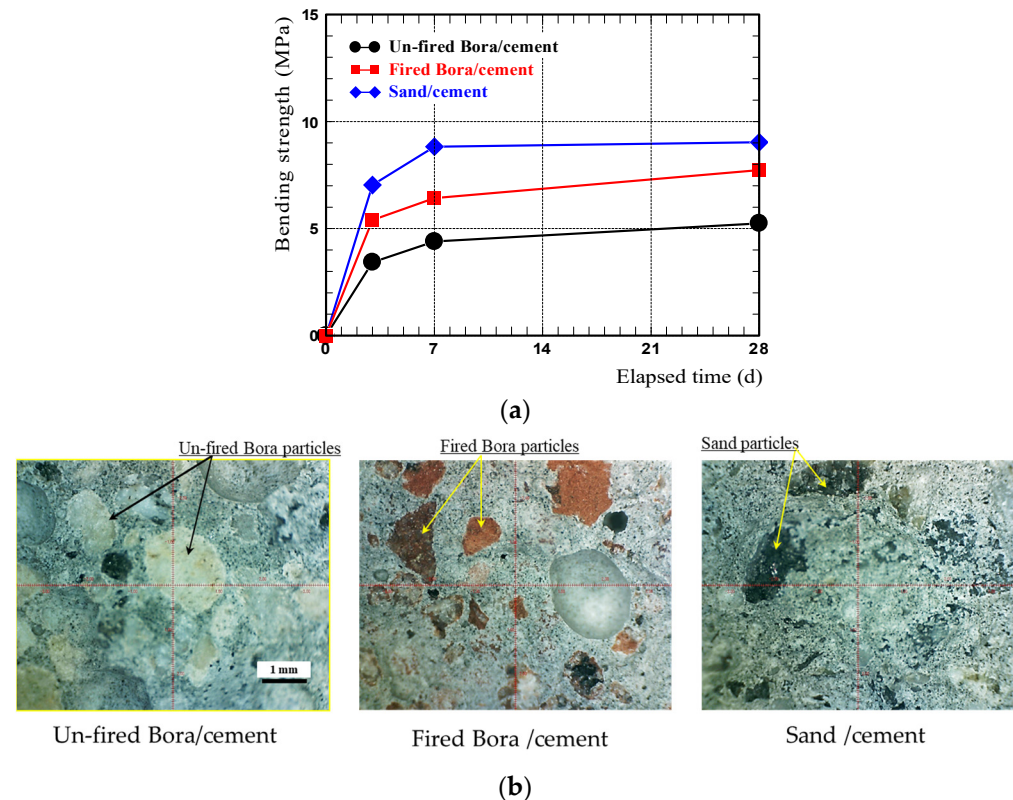 15
Un-fired Bora/cement
Fired Bora/cement
Sand/cement
10
5
0
Bending strength (MPa)
0 7 14 21 28
Elapsed time (d)
(a)
Un-fired Bora particles
Fired Bora particles
Sand particles
1 mm
Un-fired Bora/cement
Fired Bora /cement
Sand /cement
(b)